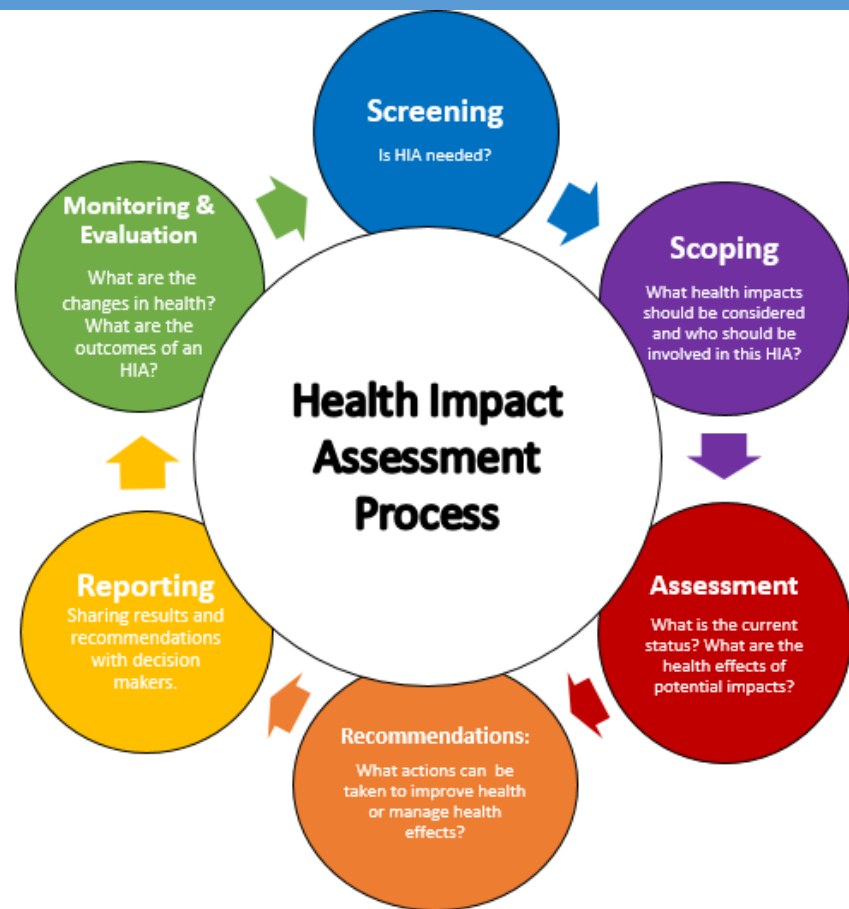 Screening
Is HIA needed?
Scoping
What health impacts
should be considered
and who should be
involved in this HIA?
Assessment
What is the current
status? What are the
health effects of
potential impacts?
Recommendations:
What actions can be
taken to improve health
or manage health
effects?
Reporting
Sharing results and
recommendations
with decision
makers.
Monitoring &
Evaluation
What are the
changes in health?
What are the
outcomes of an
HIA?
Health Impact
Assessment
Process